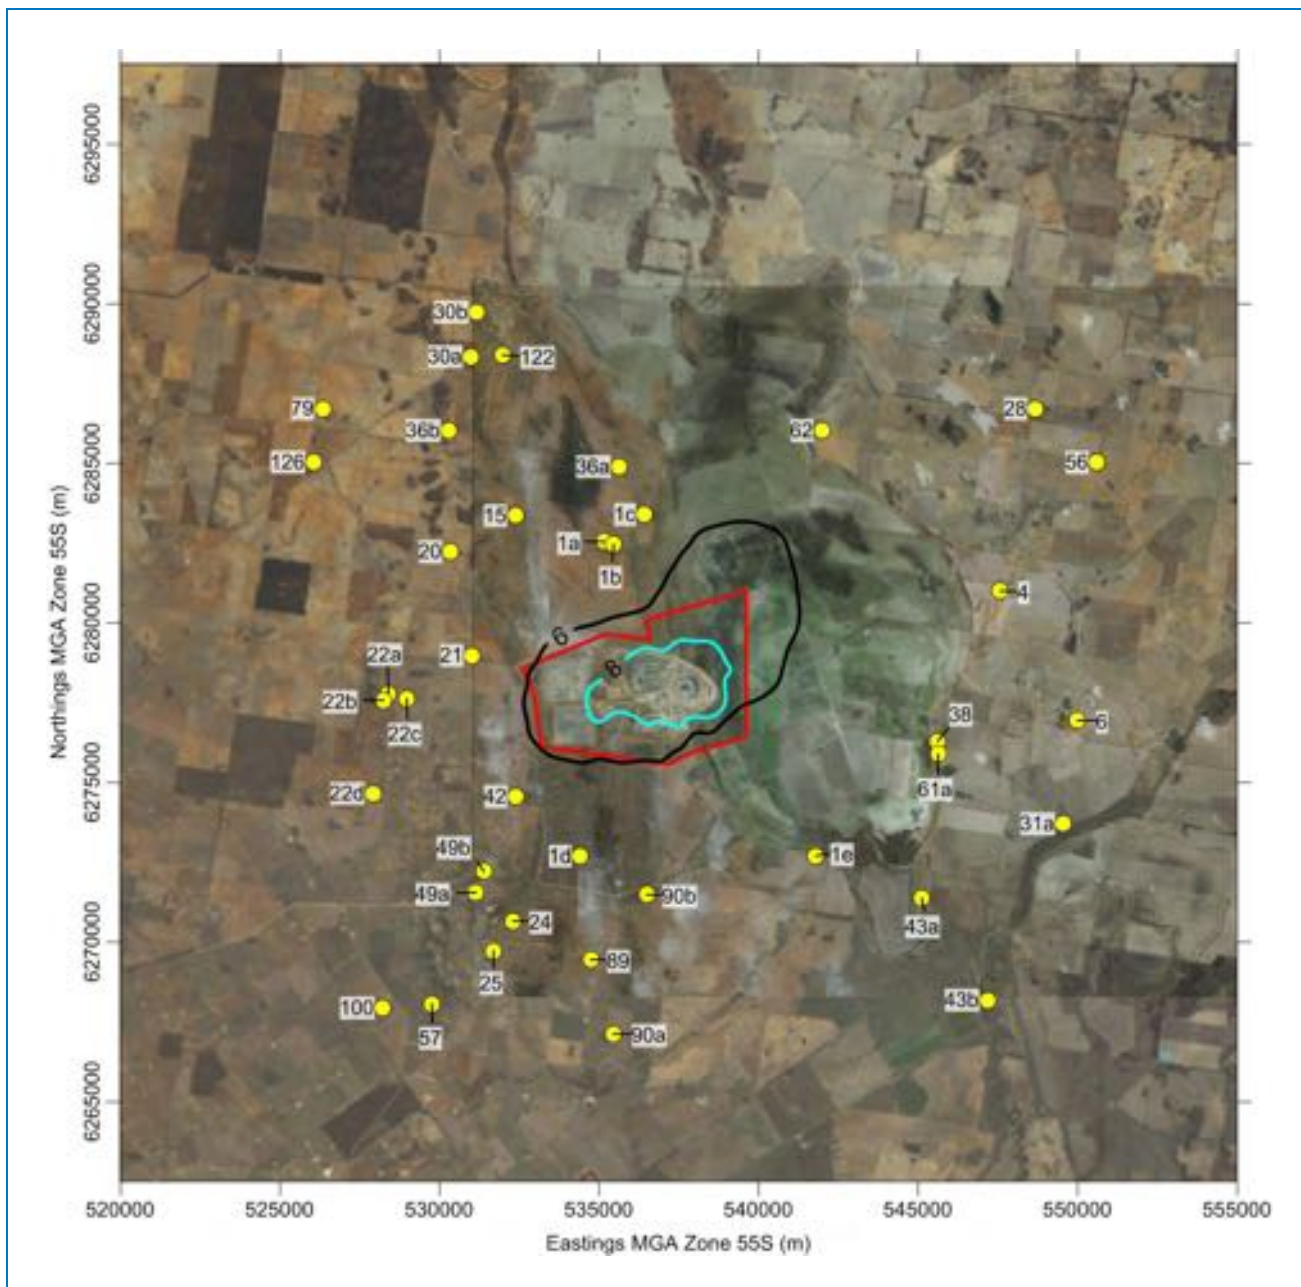 6295000
6290000
30b
30a
122
79
36b
62
28
126
36a
56
6285000
15
1c
1a
20
1b
4
6280000
6
22a
21
8
22b
22c
38
6
Northings MGA Zone 55S (m)
6275000
61a
22d
42
31a
49b
1d
1e
49a
90b
24
43a
6270000
25
89
100
43b
57
90a
6265000
520000 525000 530000 535000 540000 545000 550000 555000
Eastings MGA Zone 55S (m)